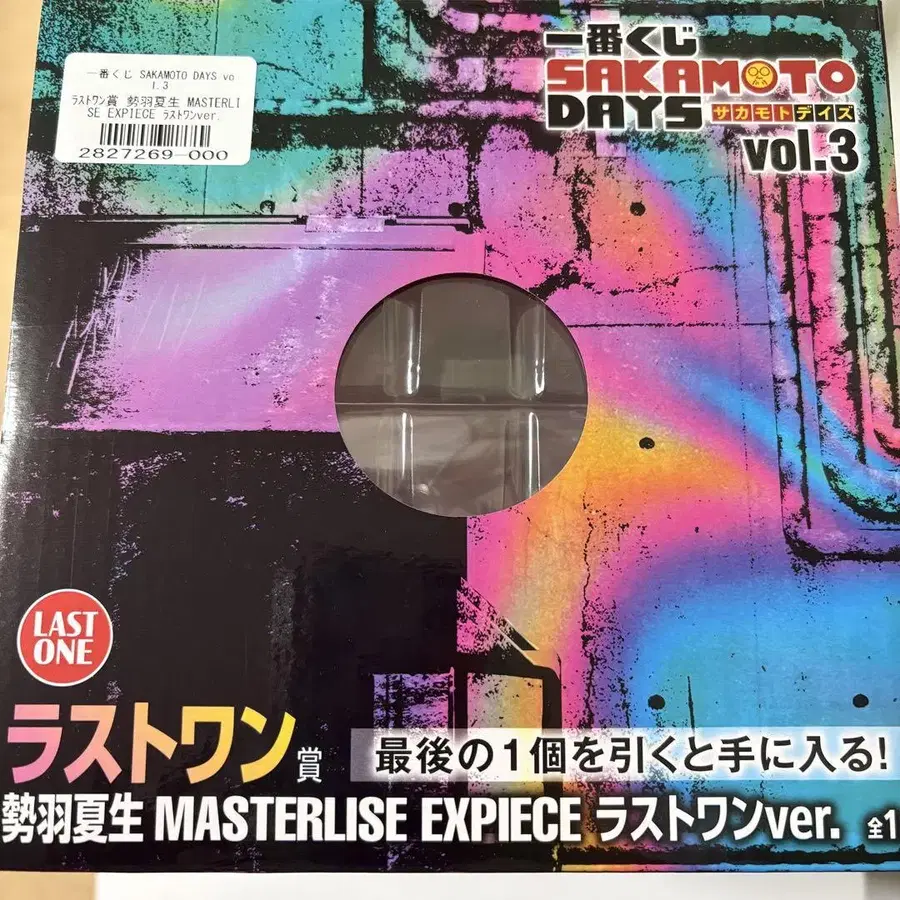 一番くじ SAKAMOTO DAYS vo
l.3
ラストワン賞 勢羽夏生 MASTERLI
SE EXPIECE ラストワンver.
2827269-000
一番くじ
SAKAMOTO
DAYS サカモトデイズ
vol.3
LAST
ONE
ラストワン賞
最後の1個を引くと手に入る!
勢羽夏生 MASTERLISE EXPIECE ラストワンver. 全1